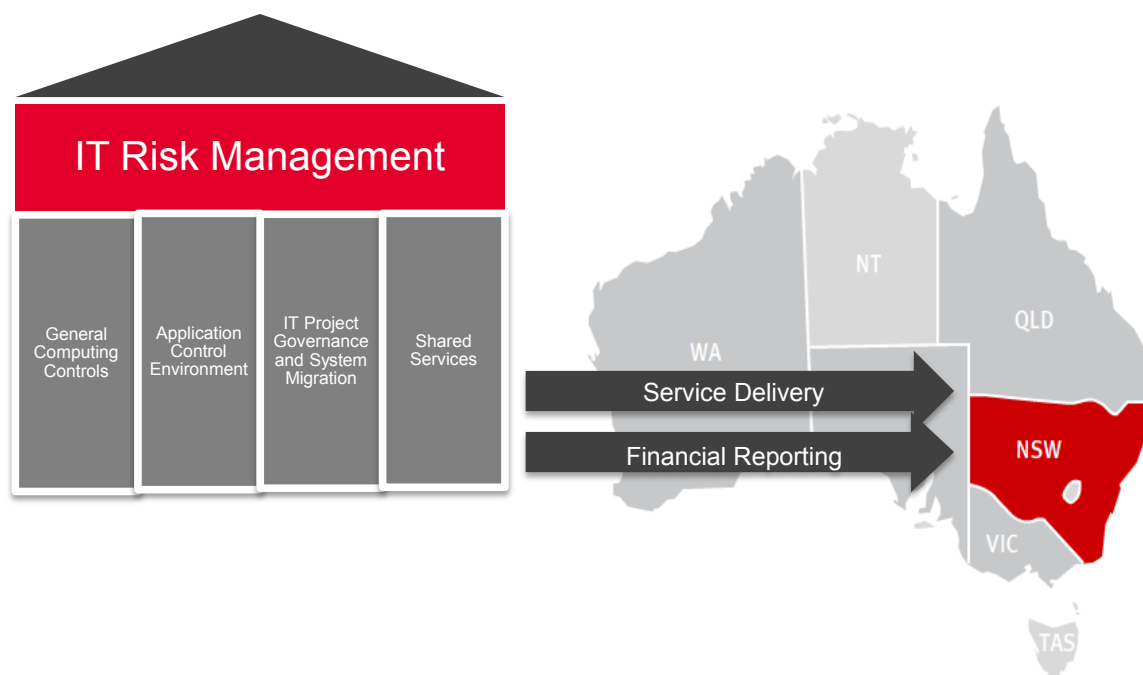 IT Risk Management
General
Computing
Controls
Application
Control
Environment
IT Project
Governance
and System
Migration
Shared
Services
Service Delivery
Financial Reporting
WA
NT
QLD
NSW
VIC
TAS